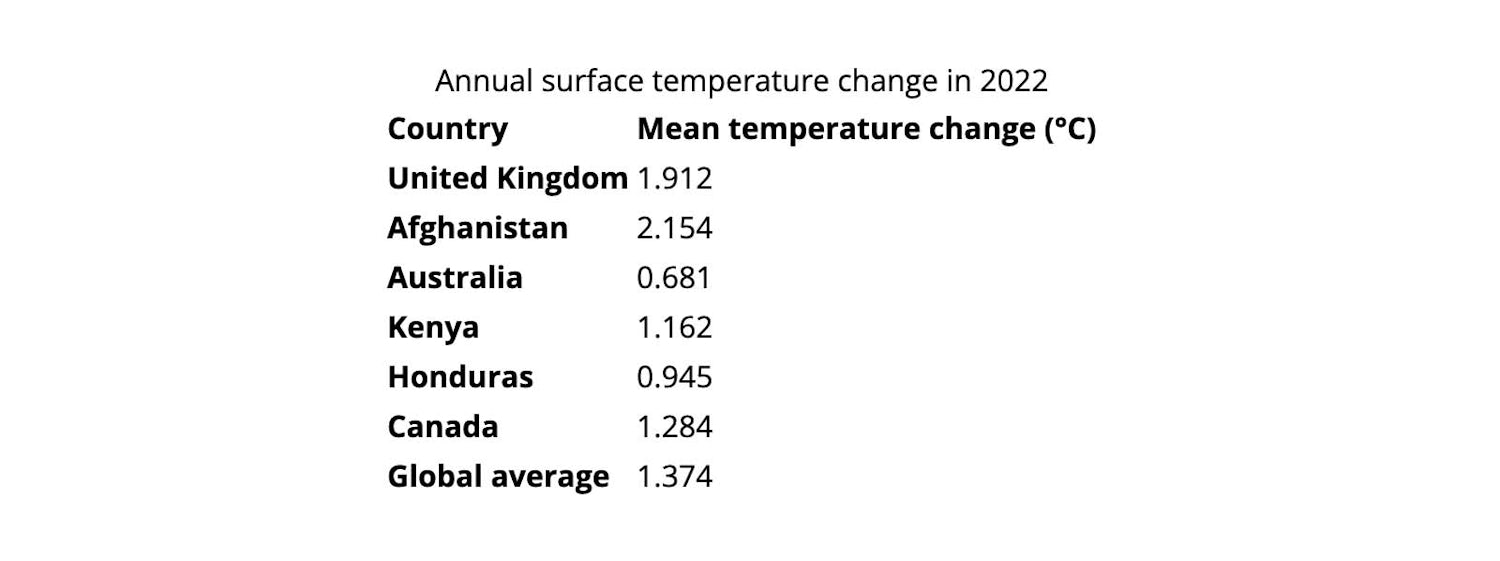 Annual surface temperature change in 2022
Country Mean temperature change (°C)
United Kingdom 1.912
Afghanistan 2.154
Australia 0.681
Kenya 1.162
Honduras 0.945
Canada 1.284
Global average 1.374